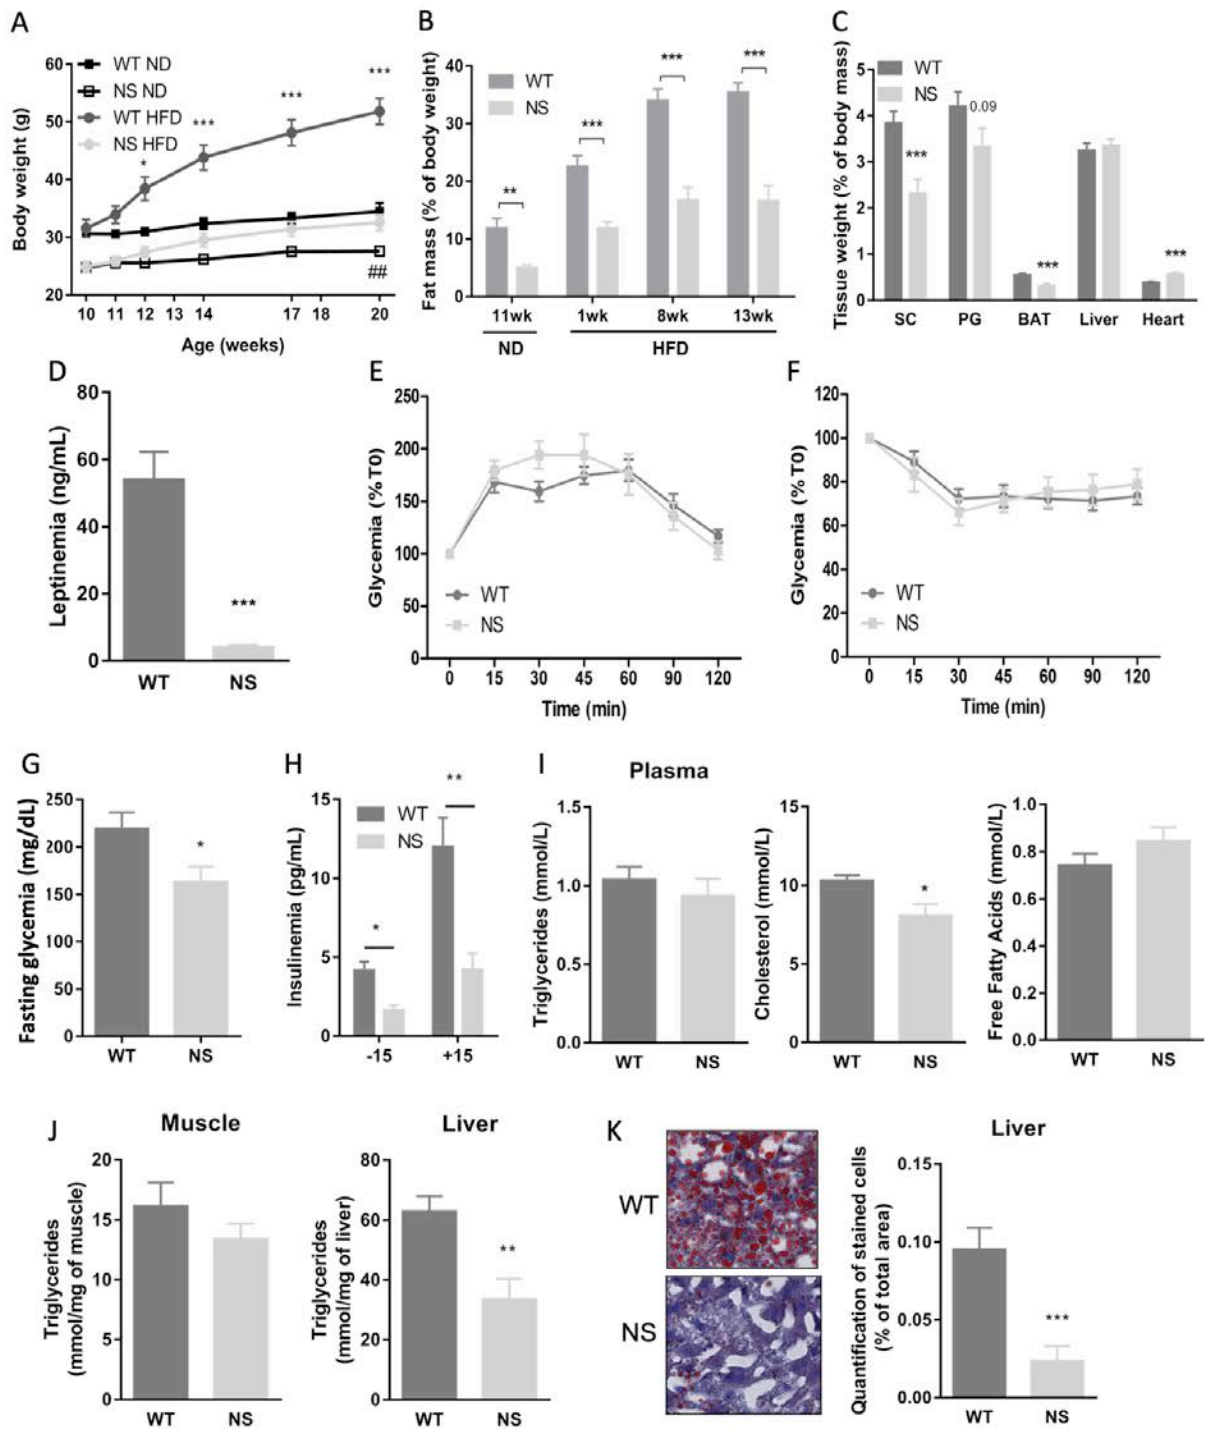 A
Body weight (g)
60
50
40
30
20
WT ND
NS ND
WT HFD
NS HFD
*
***
***
***
##
10 11 12 13 14 17 18 20
Age (weeks)
B
Fat mass (% of body weight)
40
30
20
10
0
WT
NS
**
***
***
***
11wk 1wk 8wk 13wk
ND HFD
C
Tissue weight (% of body mass)
5
4
3
2
1
0
WT
NS
***
0.09
***
***
SC PG BAT Liver Heart
D
Leptinemia (ng/mL)
80
60
40
20
0
***
WT NS
E
Glycemia (%T0)
250
200
150
100
50
0
WT
NS
0 15 30 45 60 90 120
Time (min)
F
Glycemia (%T0)
120
100
80
60
40
20
0
WT
NS
0 15 30 45 60 90 120
Time (min)
G
Fasting glycemia (mg/dL)
250
200
150
100
50
0
*
WT NS
H
Insulinemia (pg/mL)
15
10
5
0
WT
NS
*
**
-15 +15
I
Plasma
Triglycerides (mmol/L)
1.5
1.0
0.5
0.0
WT NS
Cholesterol (mmol/L)
15
10
5
0
*
WT NS
Free Fatty Acids (mmol/L)
1.0
0.8
0.6
0.4
0.2
0.0
WT NS
J
Muscle
Triglycerides
(mmol/mg of muscle)
20
15
10
5
0
WT NS
Liver
Triglycerides
(mmol/mg of liver)
80
60
40
20
0
**
WT NS
K
WT
NS
Liver
Quantification of stained cells
(% of total area)
0.15
0.10
0.05
0.00
***
WT NS